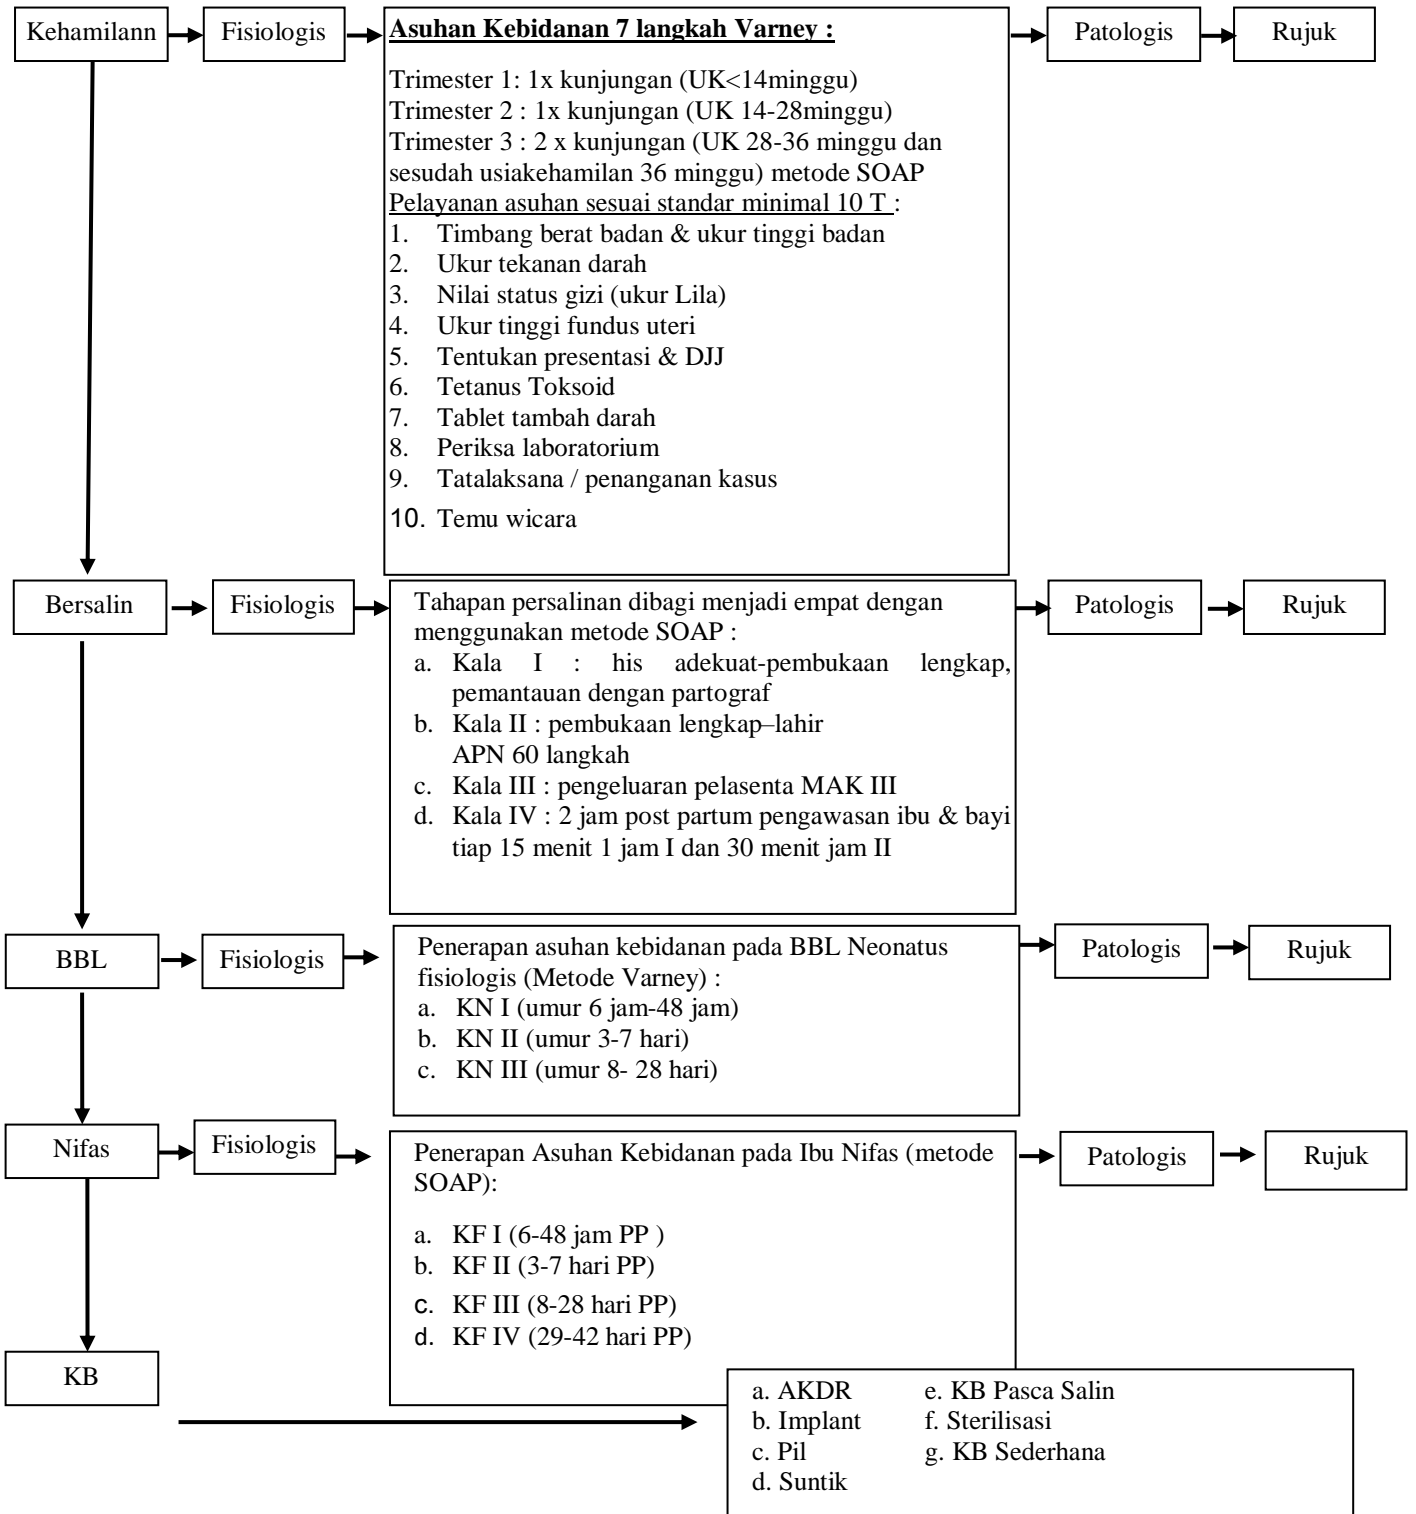 Kehamilann
Fisiologis
Asuhan Kebidanan 7 langkah Varney :
Trimester 1: 1x kunjungan (UK<14minggu)
Trimester 2 : 1x kunjungan (UK 14-28minggu)
Trimester 3 : 2 x kunjungan (UK 28-36 minggu dan
sesudah usiakehamilan 36 minggu) metode SOAP
Pelayanan asuhan sesuai standar minimal 10 T :
1. Timbang berat badan & ukur tinggi badan
2. Ukur tekanan darah
3. Nilai status gizi (ukur Lila)
4. Ukur tinggi fundus uteri
5. Tentukan presentasi & DJJ
6. Tetanus Toksoid
7. Tablet tambah darah
8. Periksa laboratorium
9. Tatalaksana / penanganan kasus
10. Temu wicara
Patologis
Rujuk
Bersalin
Fisiologis
Tahapan persalinan dibagi menjadi empat dengan
menggunakan metode SOAP :
a. Kala I : his adekuat-pembukaan lengkap,
pemantauan dengan partograf
b. Kala II : pembukaan lengkap–lahir
APN 60 langkah
c. Kala III : pengeluaran pelasenta MAK III
d. Kala IV : 2 jam post partum pengawasan ibu & bayi
tiap 15 menit 1 jam I dan 30 menit jam II
Patologis
Rujuk
BBL
Fisiologis
Penerapan asuhan kebidanan pada BBL Neonatus
fisiologis (Metode Varney) :
a. KN I (umur 6 jam-48 jam)
b. KN II (umur 3-7 hari)
c. KN III (umur 8- 28 hari)
Patologis
Rujuk
Nifas
Fisiologis
Penerapan Asuhan Kebidanan pada Ibu Nifas (metode
SOAP):
a. KF I (6-48 jam PP )
b. KF II (3-7 hari PP)
c. KF III (8-28 hari PP)
d. KF IV (29-42 hari PP)
Patologis
Rujuk
KB
a. AKDR
b. Implant
c. Pil
d. Suntik
e. KB Pasca Salin
f. Sterilisasi
g. KB Sederhana